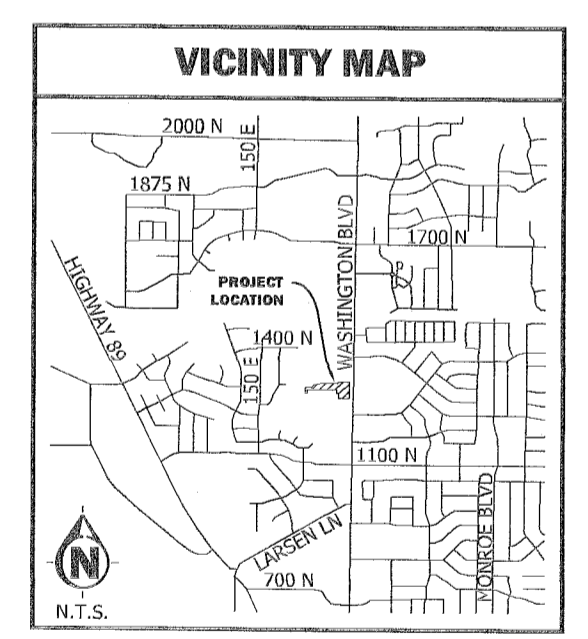 VICINITY MAP
2000 N
150 E
1875 N
WASHINGTON BLVD
1700 N
HIGHWAY 89
PROJECT
LOCATION
1400 N
150 E
1100 N
MONROE BLVD
LARSEN LN
700 N
N
N.T.S.